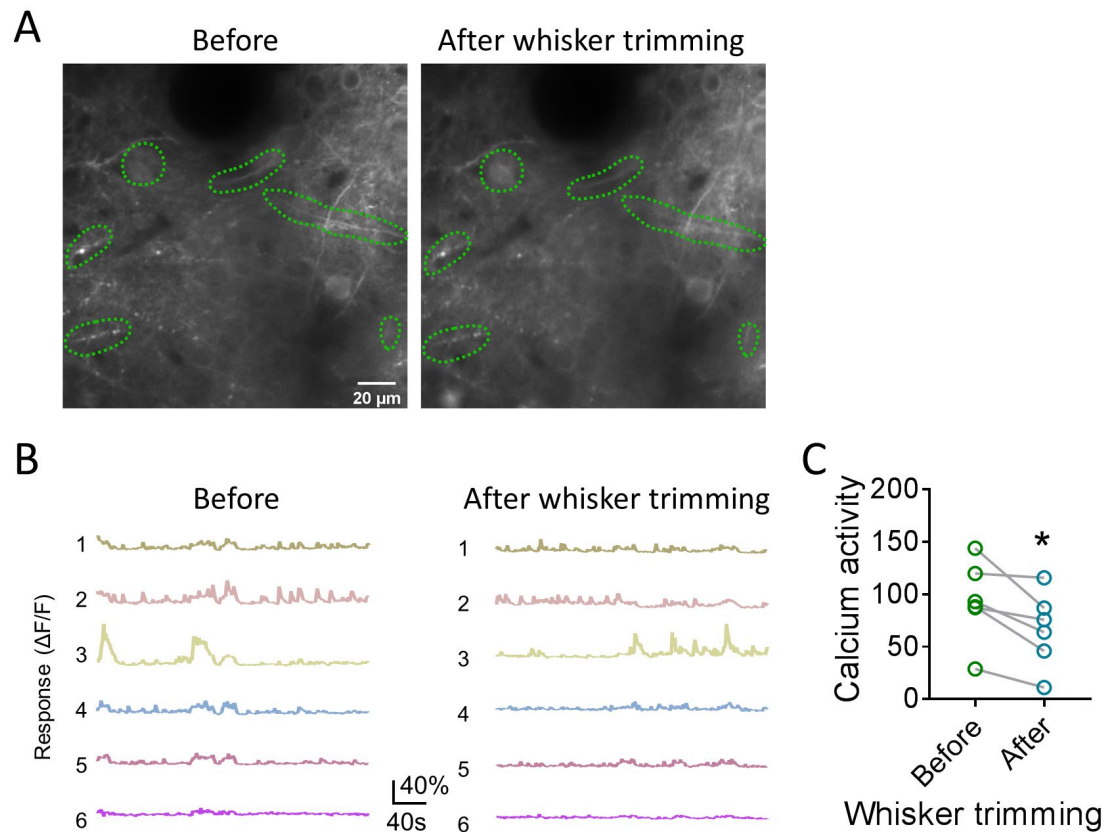 A
Before
After whisker trimming
20 µm
B
Before
After whisker trimming
Response (ΔF/F)
1
2
3
4
5
6
40%
40s
1
2
3
4
5
6
C
Calcium activity
200
150
100
50
0
*
Before
After
Whisker trimming